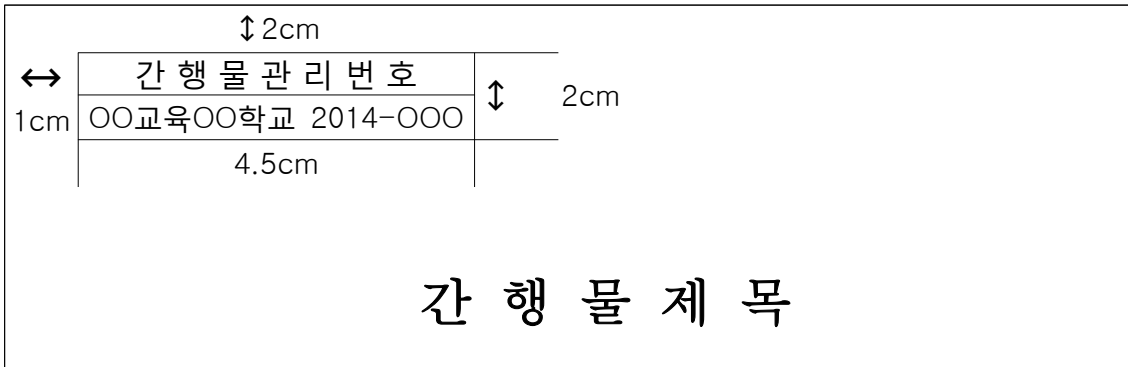 ↕2cm
↔ 간 행 물 관 리 번 호 ↕ 2cm
1cm OO교육OO학교 2014-OOO
4.5cm
간 행 물 제 목